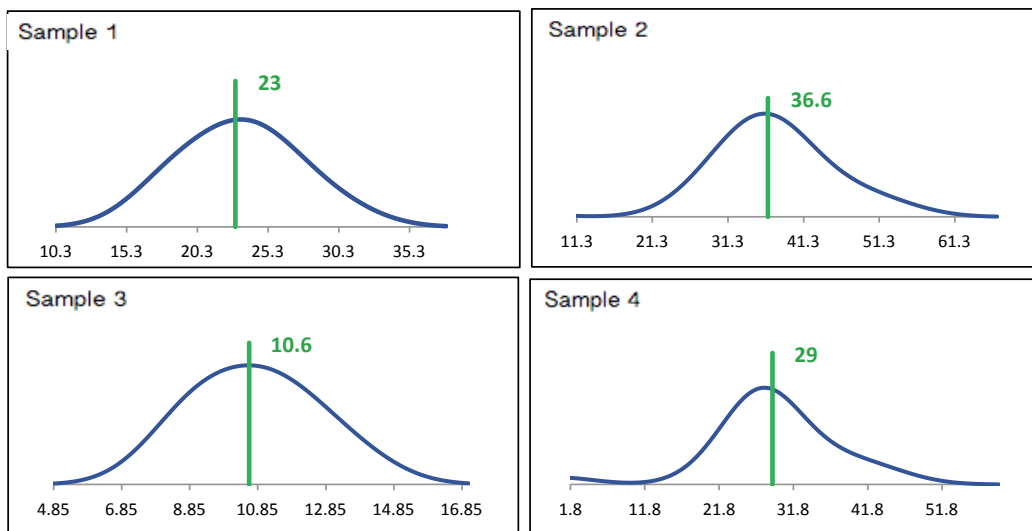 Sample 1
23
10.3 15.3 20.3 25.3 30.3 35.3
Sample 2
36.6
11.3 21.3 31.3 41.3 51.3 61.3
Sample 3
10.6
4.85 6.85 8.85 10.85 12.85 14.85 16.85
Sample 4
29
1.8 11.8 21.8 31.8 41.8 51.8